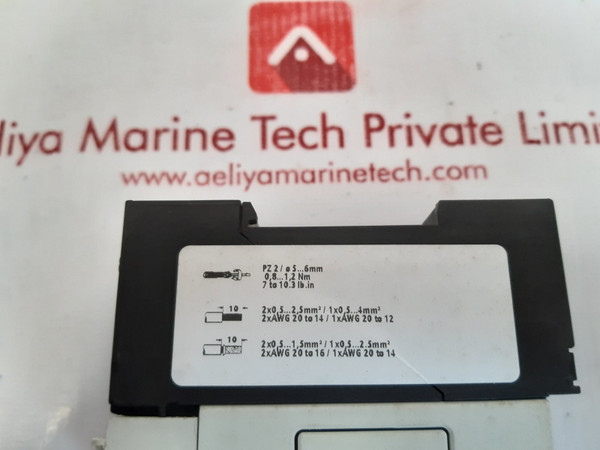 liya Marine Tech Private Limi
www.aeliyamarinetech.com
PZ 2 / ø 5...6mm
0,8...1,2 Nm
7 to 10.3 lb.in
10
2x0,5...2,5mm² / 1x0,5...4mm²
2xAWG 20 to 14 / 1xAWG 20 to 12
10
2x0,5...1,5mm² / 1x0,5...2.5mm²
2xAWG 20 to 16 / 1xAWG 20 to 14